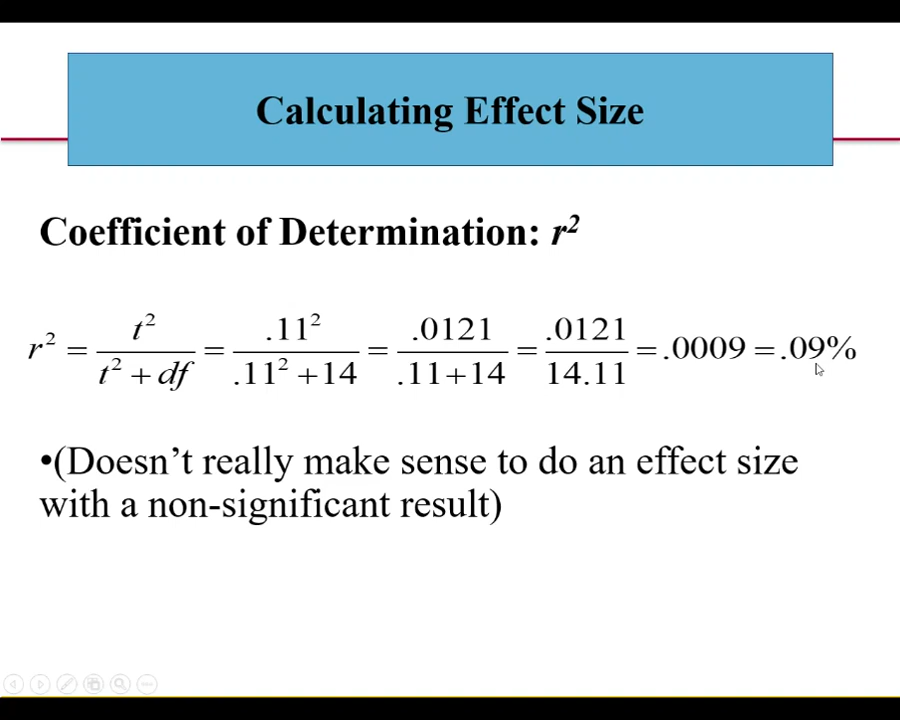 Calculating Effect Size
Coefficient of Determination: r²
r² = t² / (t² + df) = .11² / (.11² + 14) = .0121 / (.11 + 14) = .0121 / 14.11 = .0009 = .09%
•(Doesn’t really make sense to do an effect size
with a non-significant result)